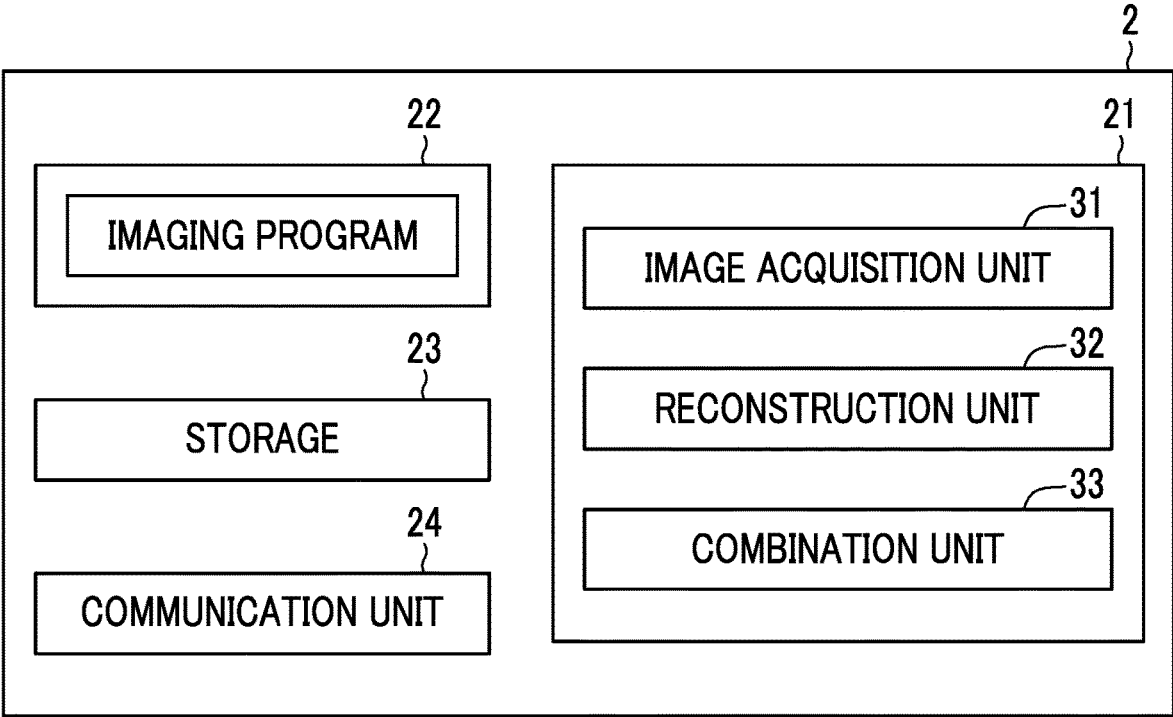 2
22
21
IMAGING PROGRAM
31
IMAGE ACQUISITION UNIT
23
STORAGE
32
RECONSTRUCTION UNIT
24
COMMUNICATION UNIT
33
COMBINATION UNIT